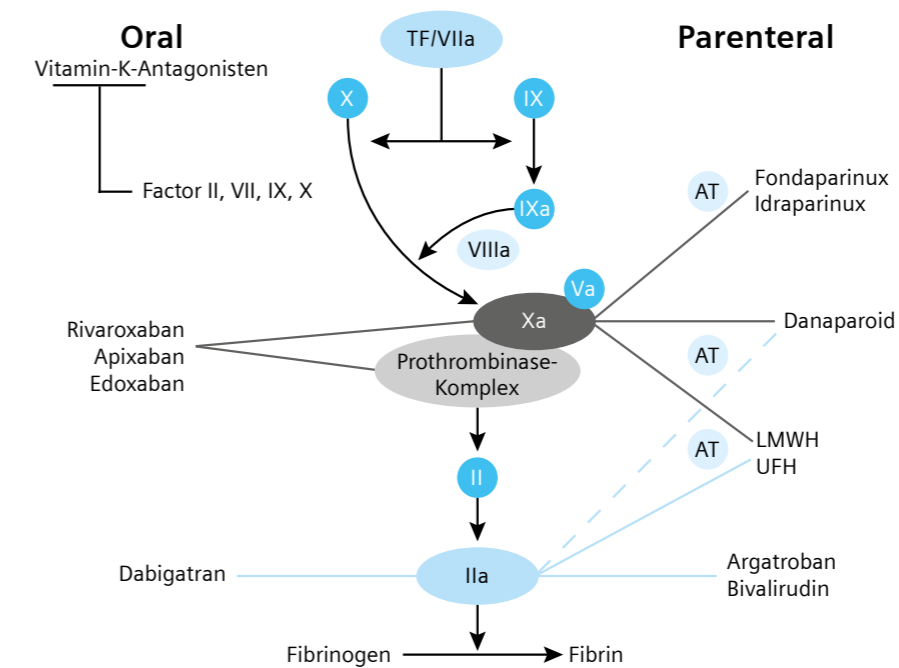 Oral
Parenteral
TF/VIIa
Vitamin-K-Antagonisten
X
IX
Factor II, VII, IX, X
AT
Fondaparinux
Idraparinux
IXa
VIIIa
Va
Xa
Danaparoid
Rivaroxaban
Apixaban
Edoxaban
Prothrombinase-
Komplex
AT
AT
LMWH
UFH
II
Dabigatran
IIa
Argatroban
Bivalirudin
Fibrinogen
Fibrin